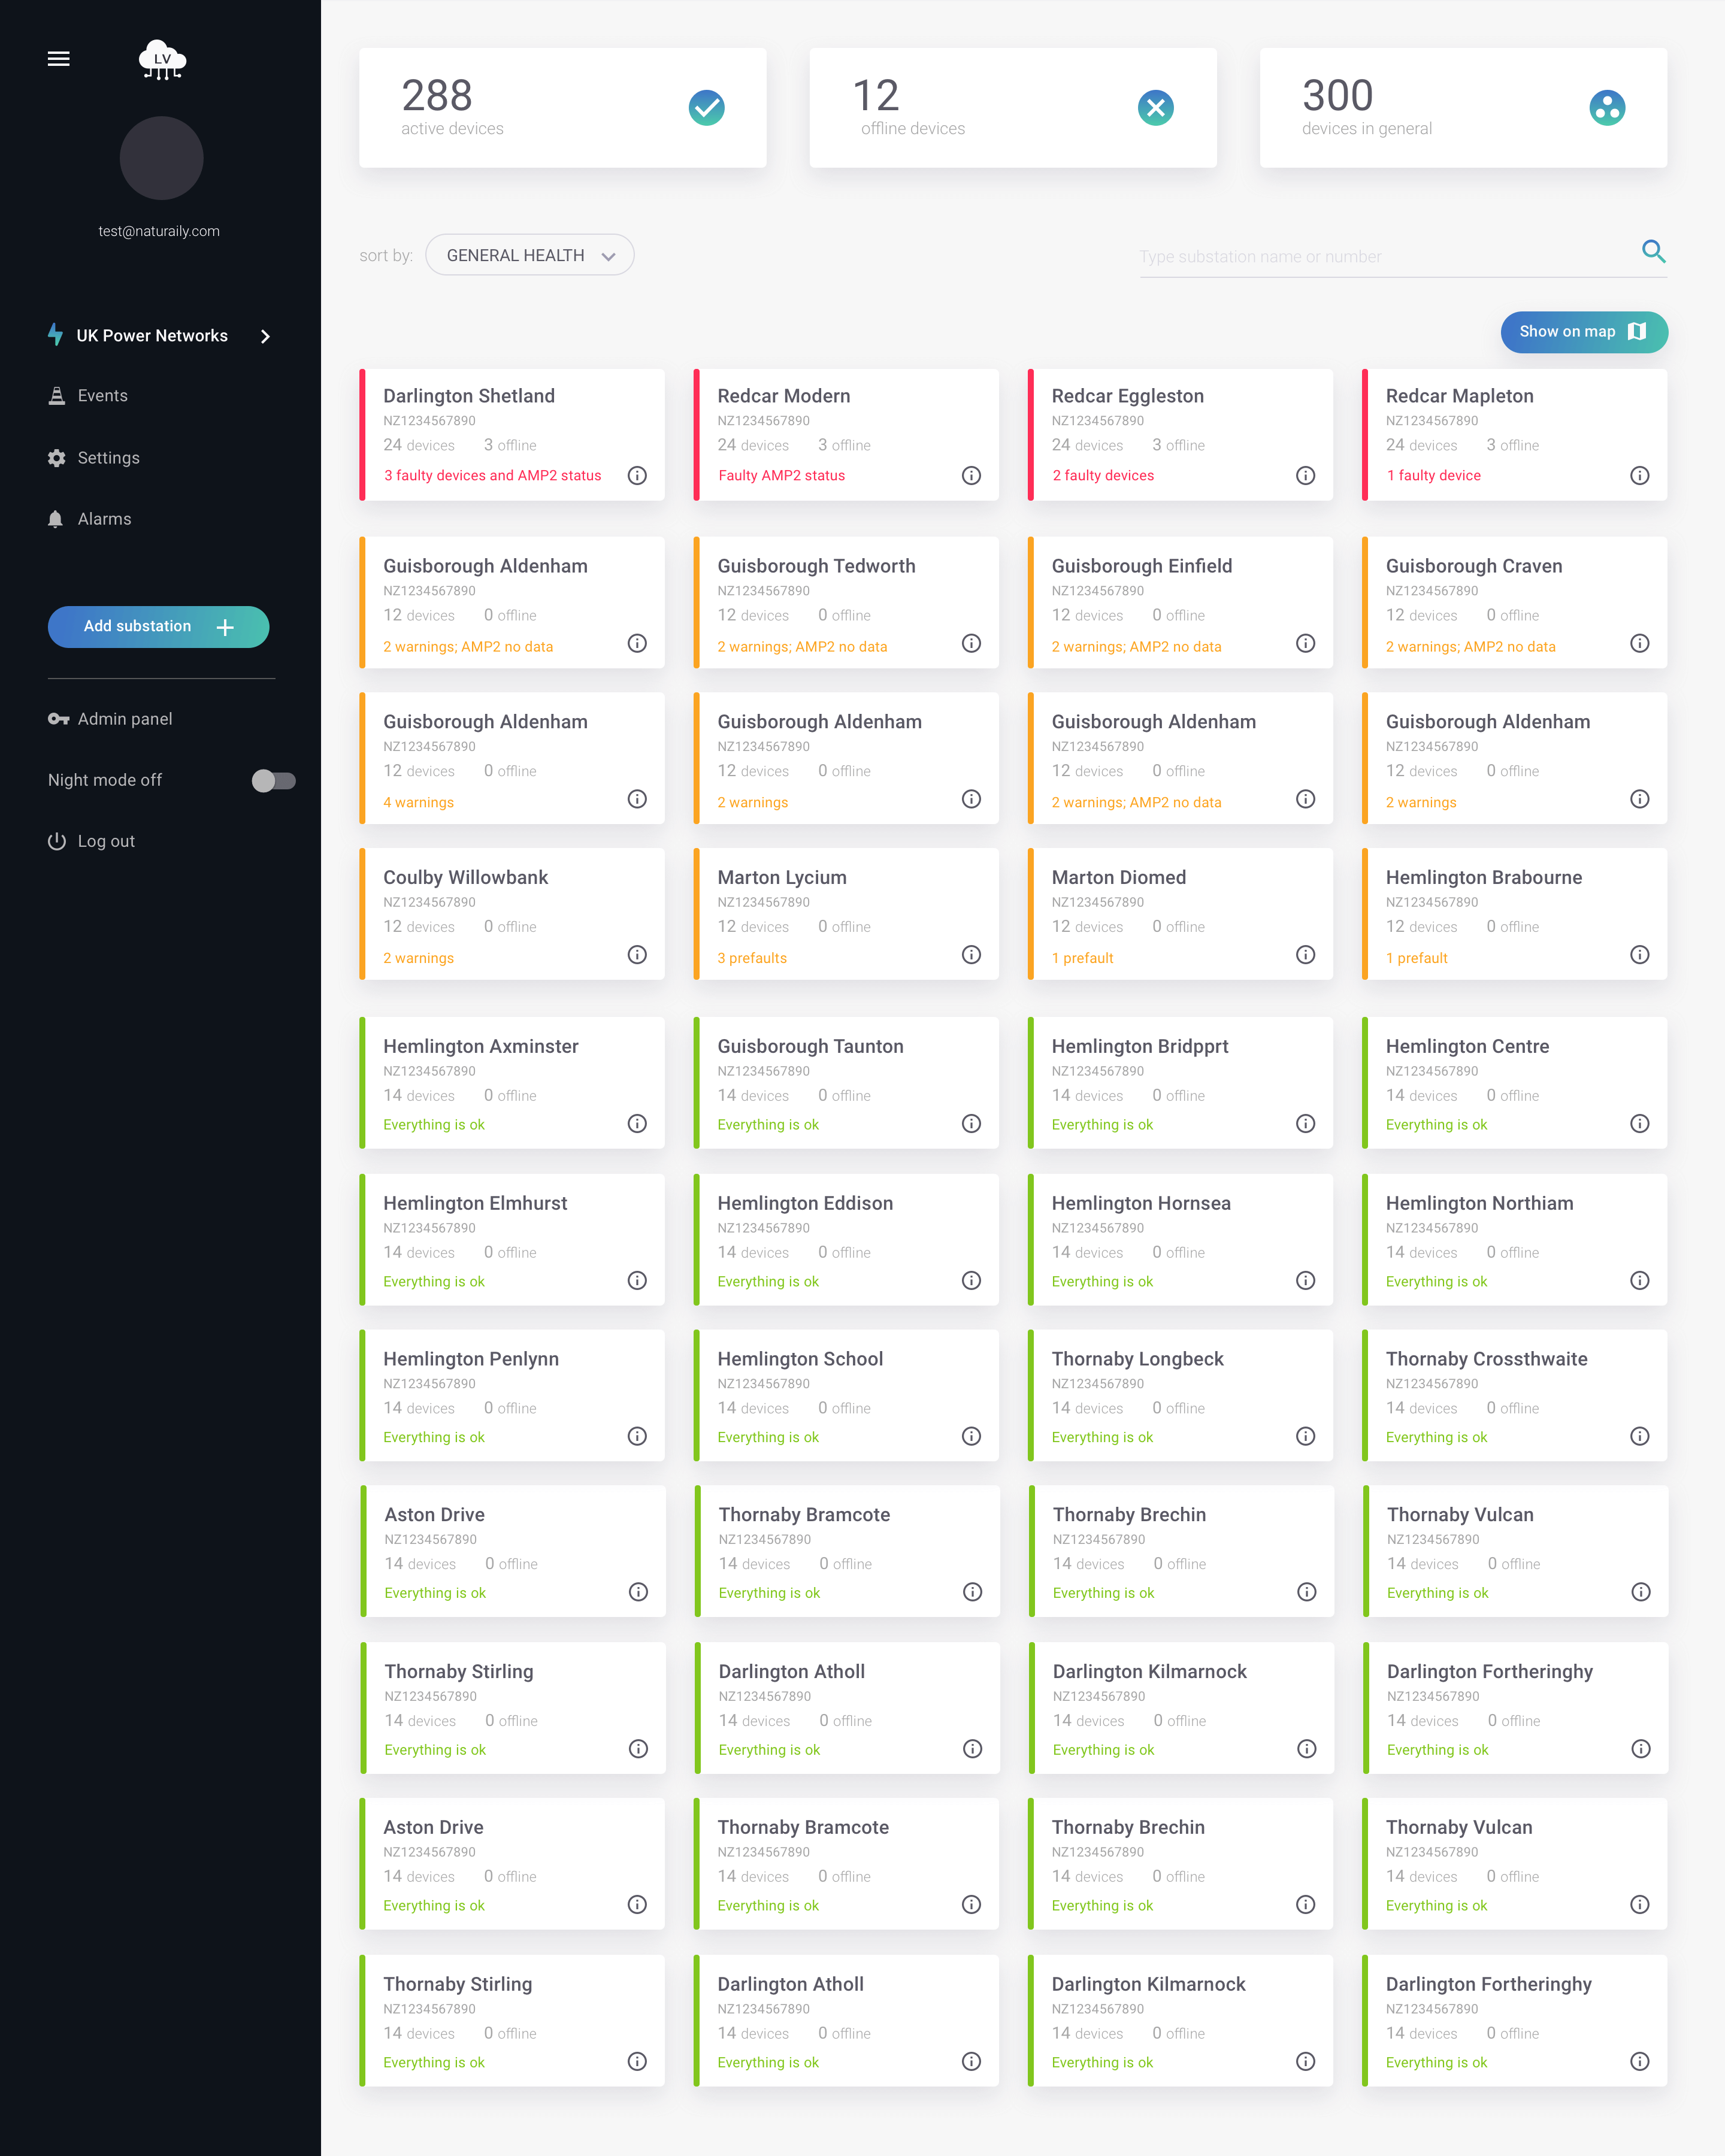 LV
test@naturaily.com
UK Power Networks
Events
Settings
Alarms
Add substation
Admin panel
Night mode off
Log out
288
active devices
12
offline devices
300
devices in general
sort by: GENERAL HEALTH
Type substation name or number
Show on map
Darlington Shetland
NZ1234567890
24 devices 3 offline
3 faulty devices and AMP2 status
Redcar Modern
NZ1234567890
24 devices 3 offline
Faulty AMP2 status
Redcar Eggleston
NZ1234567890
24 devices 3 offline
2 faulty devices
Redcar Mapleton
NZ1234567890
24 devices 3 offline
1 faulty device
Guisborough Aldenham
NZ1234567890
12 devices 0 offline
2 warnings; AMP2 no data
Guisborough Tedworth
NZ1234567890
12 devices 0 offline
2 warnings; AMP2 no data
Guisborough Einfield
NZ1234567890
12 devices 0 offline
2 warnings; AMP2 no data
Guisborough Craven
NZ1234567890
12 devices 0 offline
2 warnings; AMP2 no data
Guisborough Aldenham
NZ1234567890
12 devices 0 offline
4 warnings
Guisborough Aldenham
NZ1234567890
12 devices 0 offline
2 warnings
Guisborough Aldenham
NZ1234567890
12 devices 0 offline
2 warnings; AMP2 no data
Guisborough Aldenham
NZ1234567890
12 devices 0 offline
2 warnings
Coulby Willowbank
NZ1234567890
12 devices 0 offline
2 warnings
Marton Lycium
NZ1234567890
12 devices 0 offline
3 prefaults
Marton Diomed
NZ1234567890
12 devices 0 offline
1 prefault
Hemlington Brabourne
NZ1234567890
12 devices 0 offline
1 prefault
Hemlington Axminster
NZ1234567890
14 devices 0 offline
Everything is ok
Guisborough Taunton
NZ1234567890
14 devices 0 offline
Everything is ok
Hemlington Bridpprt
NZ1234567890
14 devices 0 offline
Everything is ok
Hemlington Centre
NZ1234567890
14 devices 0 offline
Everything is ok
Hemlington Elmhurst
NZ1234567890
14 devices 0 offline
Everything is ok
Hemlington Eddison
NZ1234567890
14 devices 0 offline
Everything is ok
Hemlington Hornsea
NZ1234567890
14 devices 0 offline
Everything is ok
Hemlington Northiam
NZ1234567890
14 devices 0 offline
Everything is ok
Hemlington Penlynn
NZ1234567890
14 devices 0 offline
Everything is ok
Hemlington School
NZ1234567890
14 devices 0 offline
Everything is ok
Thornaby Longbeck
NZ1234567890
14 devices 0 offline
Everything is ok
Thornaby Crossthwaite
NZ1234567890
14 devices 0 offline
Everything is ok
Aston Drive
NZ1234567890
14 devices 0 offline
Everything is ok
Thornaby Bramcote
NZ1234567890
14 devices 0 offline
Everything is ok
Thornaby Brechin
NZ1234567890
14 devices 0 offline
Everything is ok
Thornaby Vulcan
NZ1234567890
14 devices 0 offline
Everything is ok
Thornaby Stirling
NZ1234567890
14 devices 0 offline
Everything is ok
Darlington Atholl
NZ1234567890
14 devices 0 offline
Everything is ok
Darlington Kilmarnock
NZ1234567890
14 devices 0 offline
Everything is ok
Darlington Fortheringhy
NZ1234567890
14 devices 0 offline
Everything is ok
Aston Drive
NZ1234567890
14 devices 0 offline
Everything is ok
Thornaby Bramcote
NZ1234567890
14 devices 0 offline
Everything is ok
Thornaby Brechin
NZ1234567890
14 devices 0 offline
Everything is ok
Thornaby Vulcan
NZ1234567890
14 devices 0 offline
Everything is ok
Thornaby Stirling
NZ1234567890
14 devices 0 offline
Everything is ok
Darlington Atholl
NZ1234567890
14 devices 0 offline
Everything is ok
Darlington Kilmarnock
NZ1234567890
14 devices 0 offline
Everything is ok
Darlington Fortheringhy
NZ1234567890
14 devices 0 offline
Everything is ok